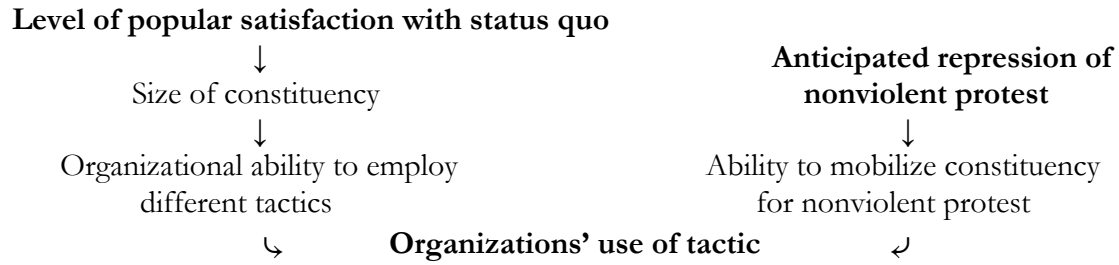 Level of popular satisfaction with status quo
↓
Size of constituency
↓
Organizational ability to employ
different tactics
Anticipated repression of
nonviolent protest
↓
Ability to mobilize constituency
for nonviolent protest
⤷ Organizations’ use of tactic ⤶